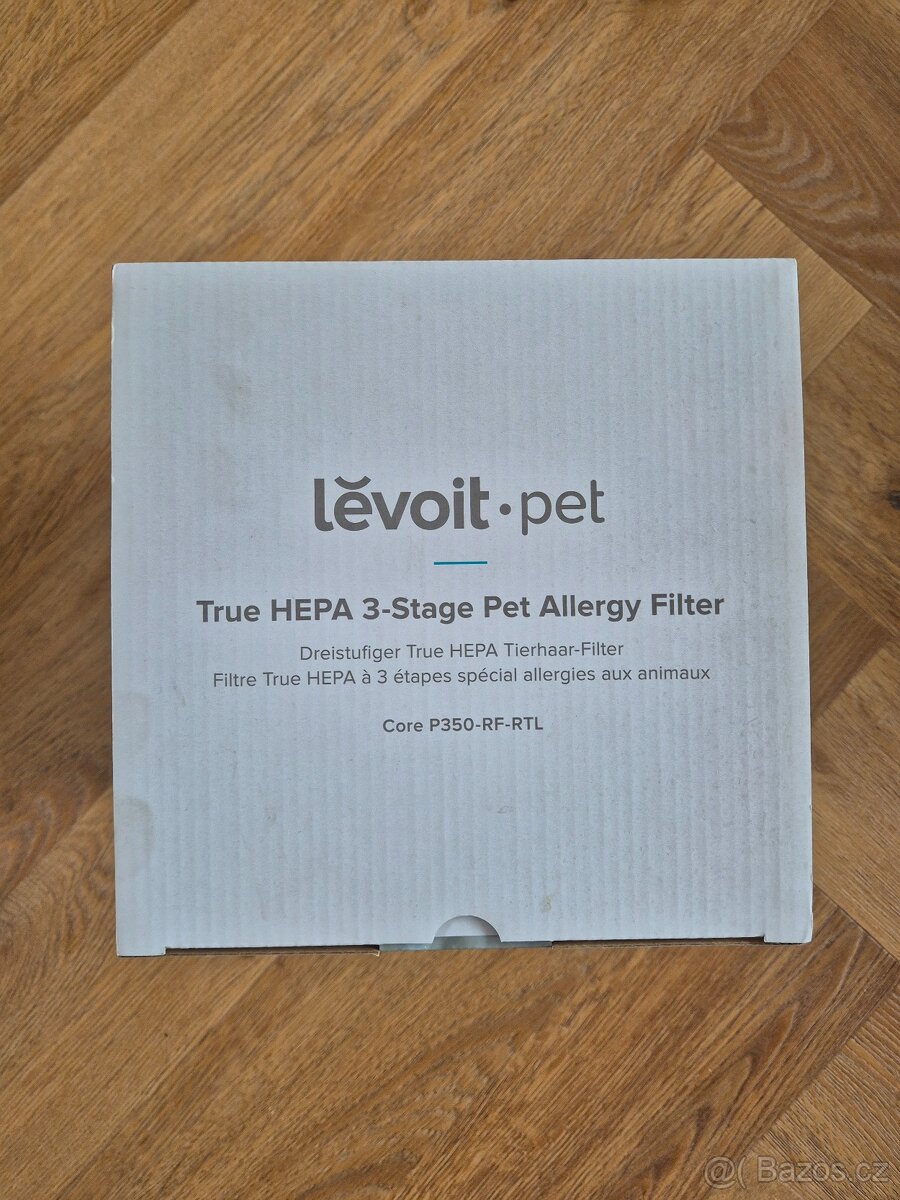 lĕvoit · pet
True HEPA 3-Stage Pet Allergy Filter
Dreistufiger True HEPA Tierhaar-Filter
Filtre True HEPA à 3 étapes spécial allergies aux animaux
Core P350-RF-RTL
@( Bazos.cz